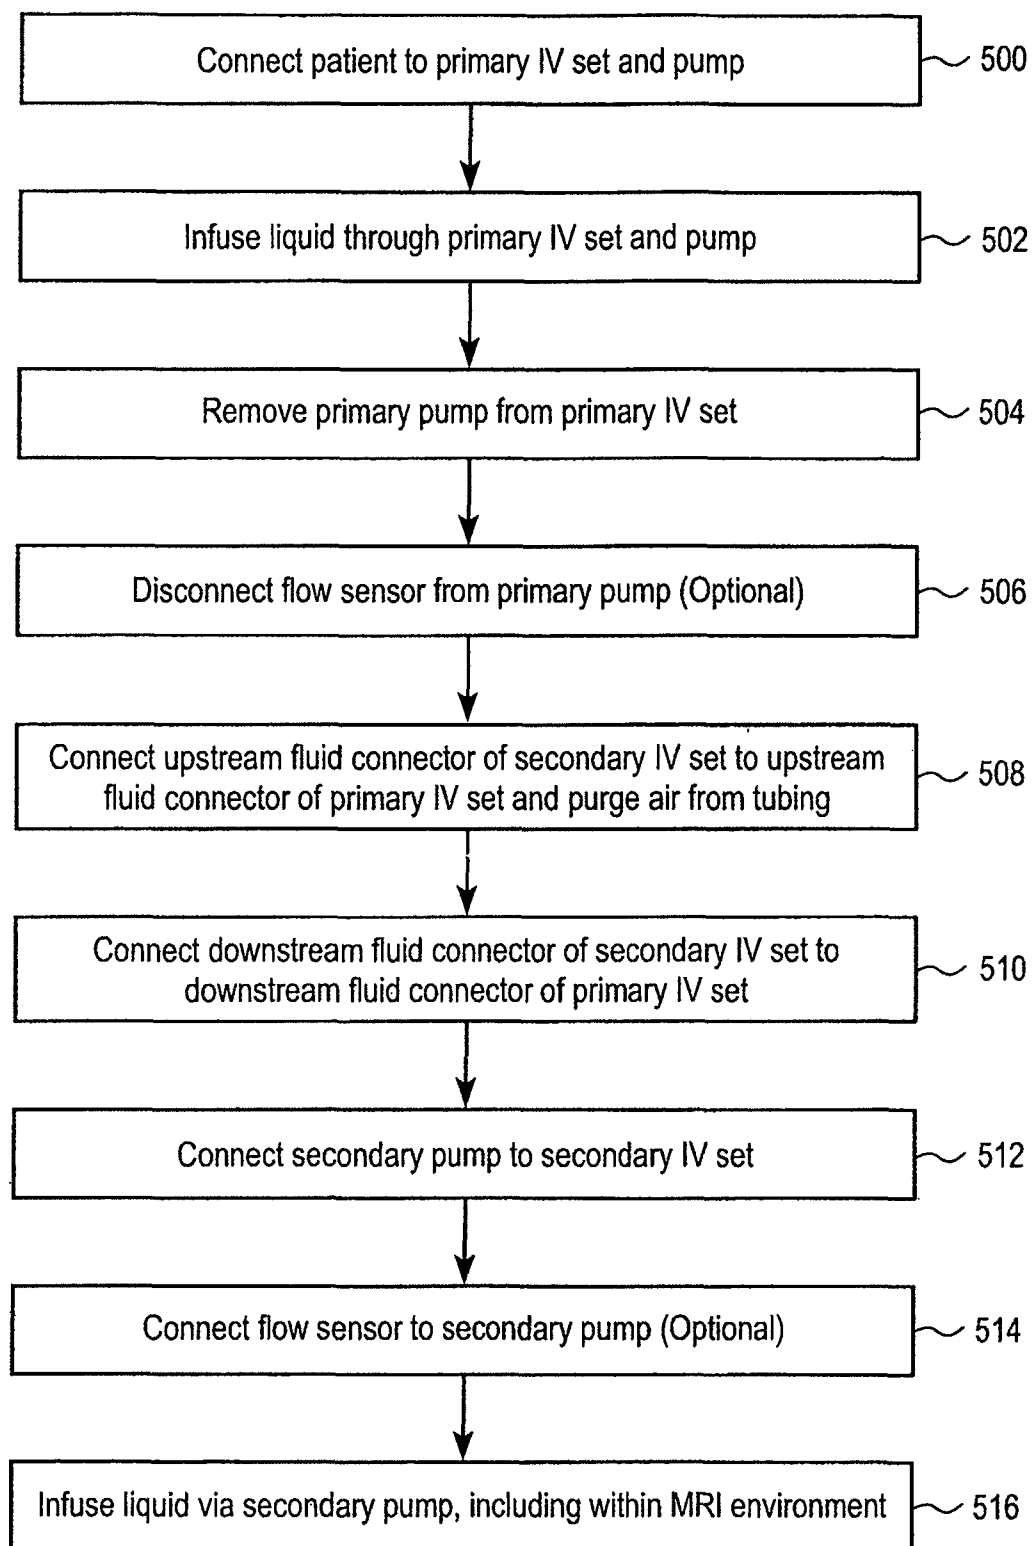 Connect patient to primary IV set and pump
500
Infuse liquid through primary IV set and pump
502
Remove primary pump from primary IV set
504
Disconnect flow sensor from primary pump (Optional)
506
Connect upstream fluid connector of secondary IV set to upstream
fluid connector of primary IV set and purge air from tubing
508
Connect downstream fluid connector of secondary IV set to
downstream fluid connector of primary IV set
510
Connect secondary pump to secondary IV set
512
Connect flow sensor to secondary pump (Optional)
514
Infuse liquid via secondary pump, including within MRI environment
516